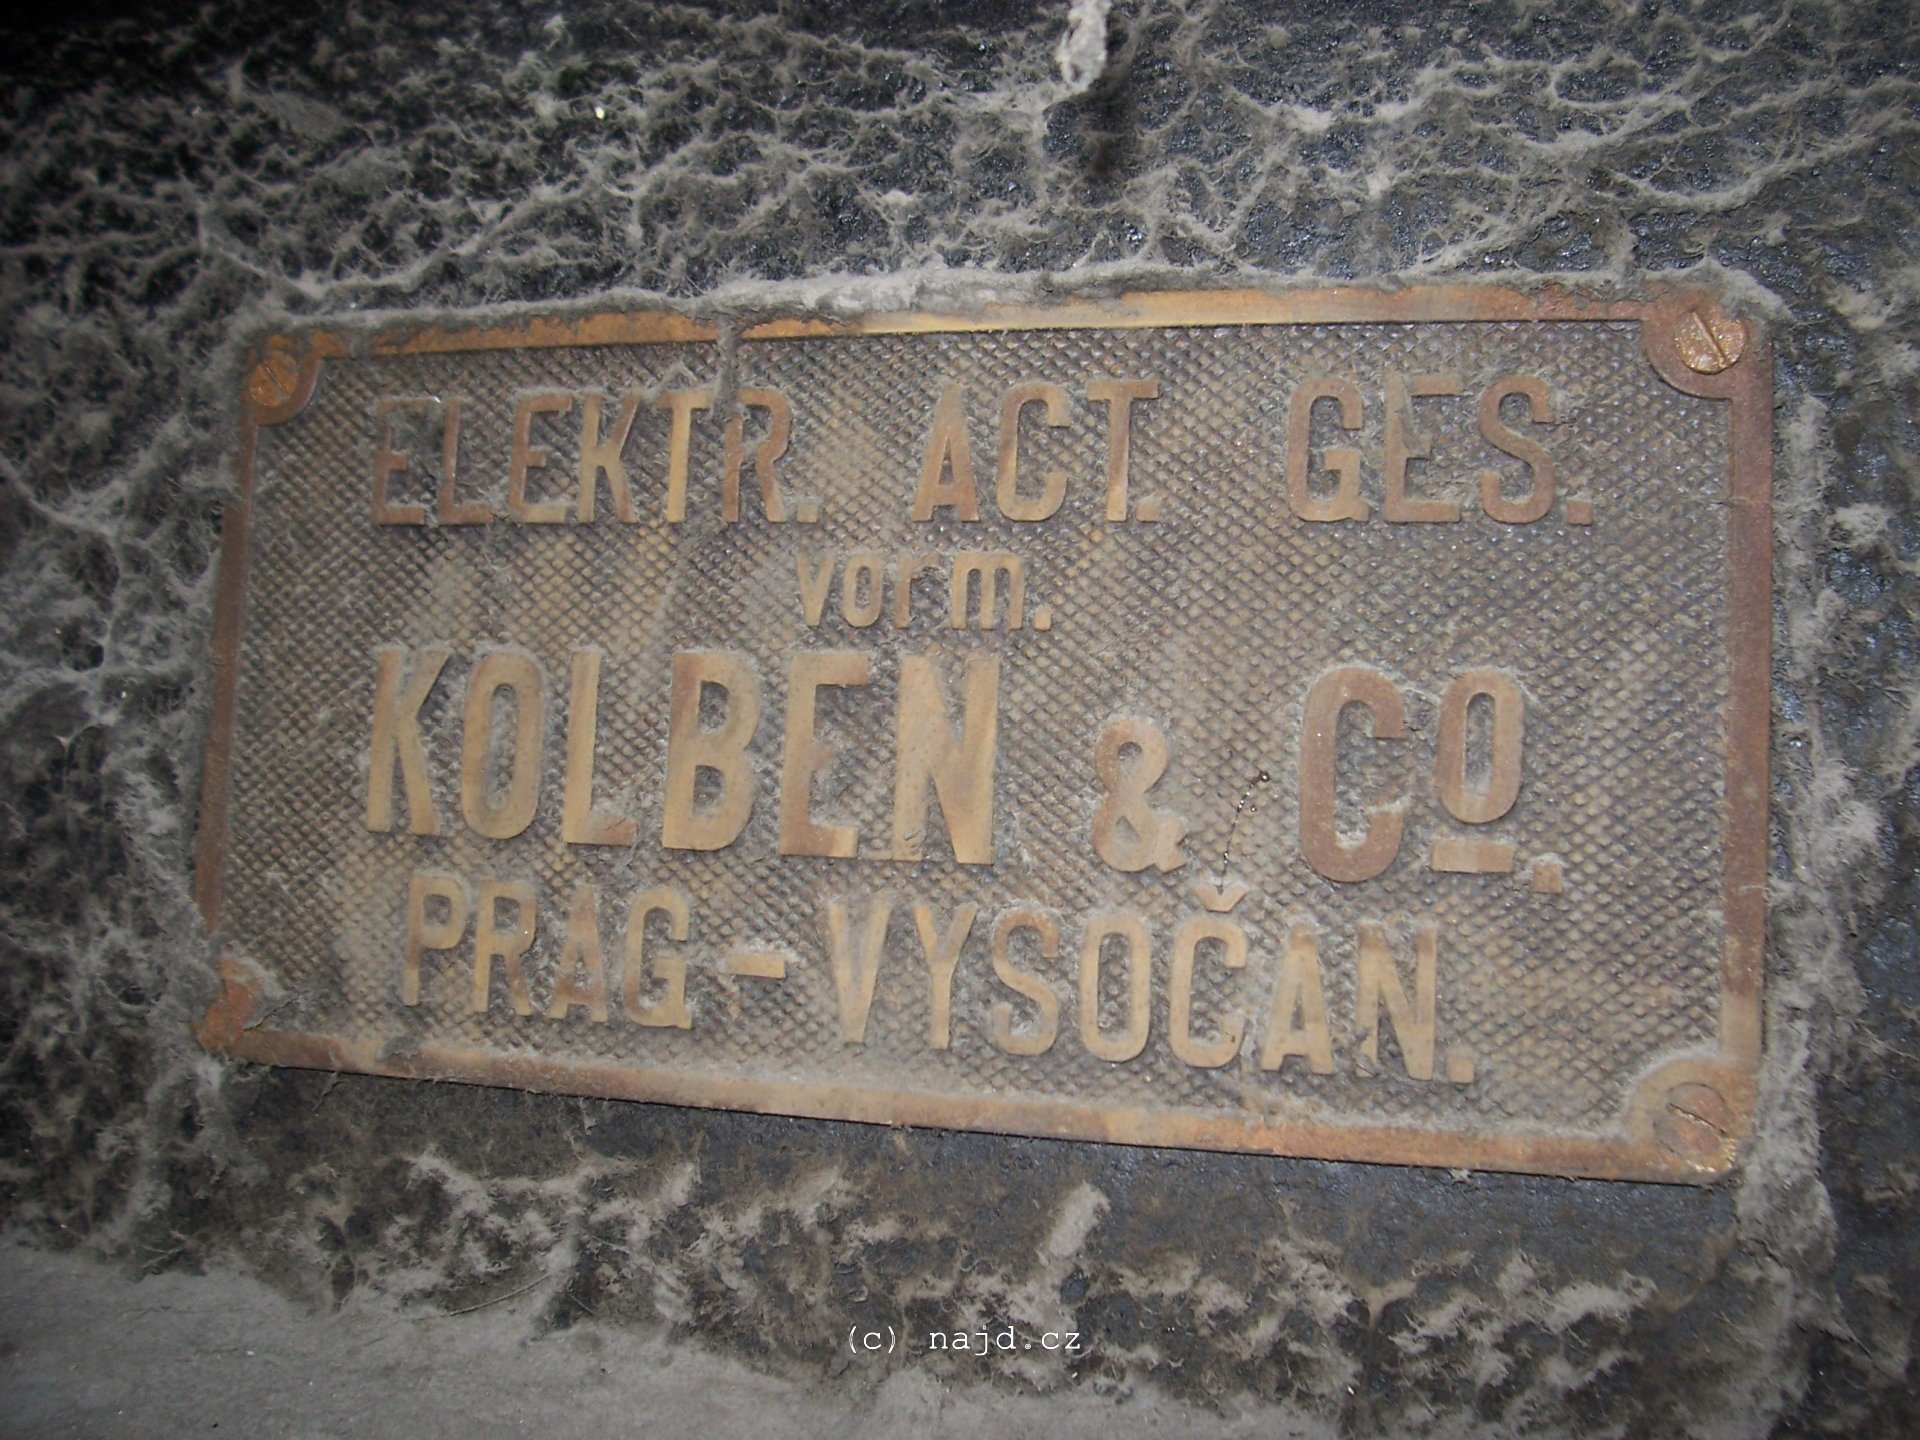 ELEKTR. ACT. GES.
vorm.
KOLBEN & Cº.
PRAG-VYSOČAN.
(c) najd.cz